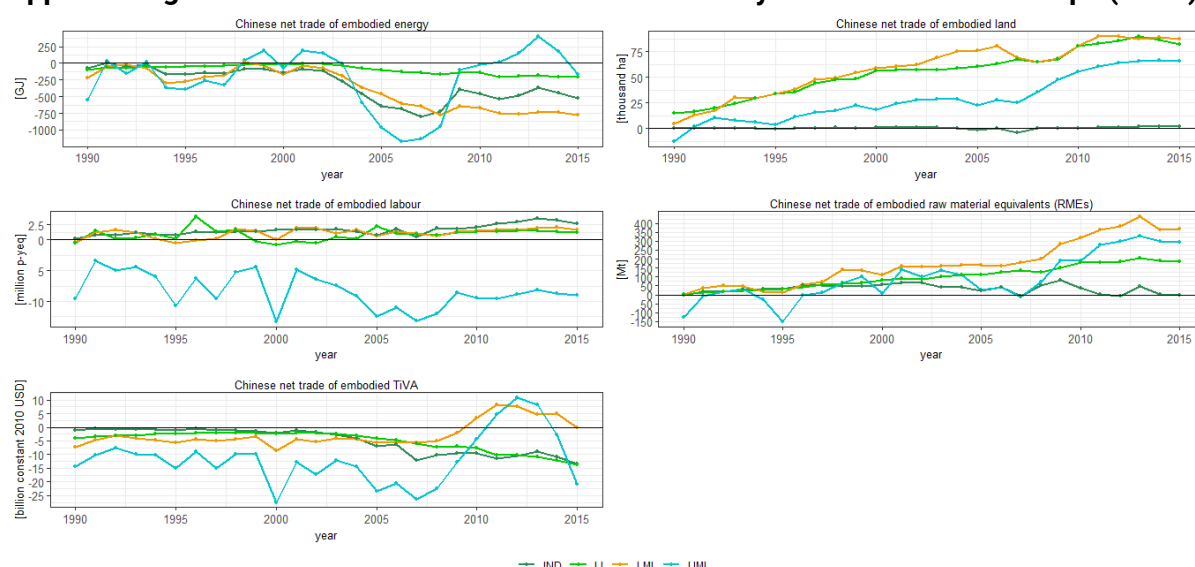 Chinese net trade of embodied energy
[GJ]
250
0
-250
-500
-750
-1000
1990 1995 2000 2005 2010 2015
year
Chinese net trade of embodied land
[thousand ha]
75
50
25
0
1990 1995 2000 2005 2010 2015
year
Chinese net trade of embodied labour
[million p-yeq]
2.5
0
5
-10
1990 1995 2000 2005 2010 2015
year
Chinese net trade of embodied raw material equivalents (RMEs)
[Mt]
400
350
300
250
200
150
100
50
0
-50
-100
-150
1990 1995 2000 2005 2010 2015
year
Chinese net trade of embodied TiVA
[billion constant 2010 USD]
10
5
0
-5
-10
-15
-20
-25
1990 1995 2000 2005 2010 2015
year
IND LI LMI UMI